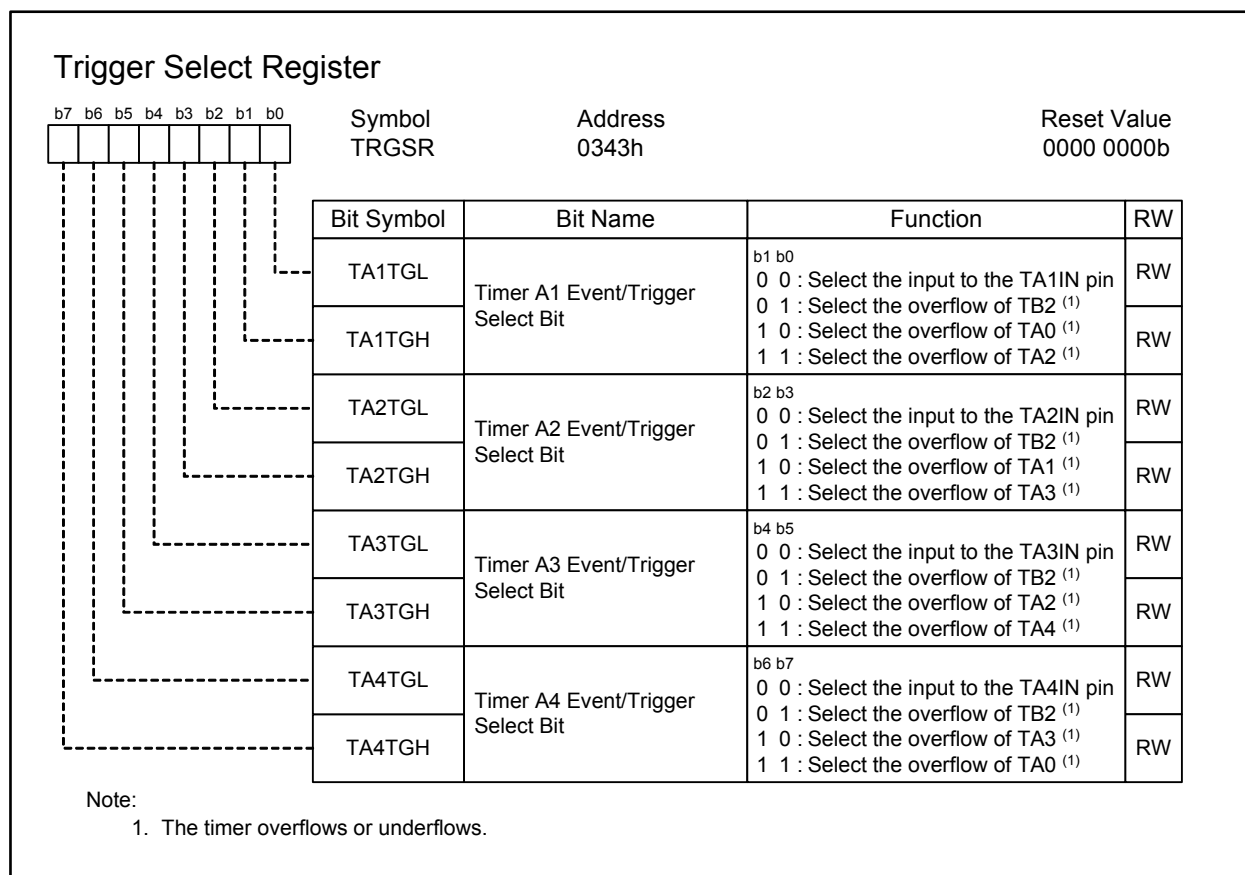 Trigger Select Register
b7 b6 b5 b4 b3 b2 b1 b0
Symbol Address Reset Value
TRGSR 0343h 0000 0000b
Bit Symbol Bit Name Function RW
TA1TGL
TA1TGH
Timer A1 Event/Trigger
Select Bit
b1 b0
0 0 : Select the input to the TA1IN pin
0 1 : Select the overflow of TB2 (1)
1 0 : Select the overflow of TA0 (1)
1 1 : Select the overflow of TA2 (1)
RW
RW
TA2TGL
TA2TGH
Timer A2 Event/Trigger
Select Bit
b2 b3
0 0 : Select the input to the TA2IN pin
0 1 : Select the overflow of TB2 (1)
1 0 : Select the overflow of TA1 (1)
1 1 : Select the overflow of TA3 (1)
RW
RW
TA3TGL
TA3TGH
Timer A3 Event/Trigger
Select Bit
b4 b5
0 0 : Select the input to the TA3IN pin
0 1 : Select the overflow of TB2 (1)
1 0 : Select the overflow of TA2 (1)
1 1 : Select the overflow of TA4 (1)
RW
RW
TA4TGL
TA4TGH
Timer A4 Event/Trigger
Select Bit
b6 b7
0 0 : Select the input to the TA4IN pin
0 1 : Select the overflow of TB2 (1)
1 0 : Select the overflow of TA3 (1)
1 1 : Select the overflow of TA0 (1)
RW
RW
Note:
1. The timer overflows or underflows.